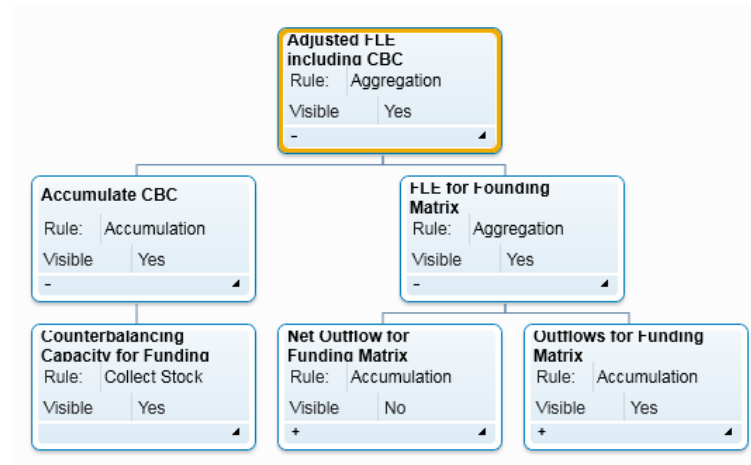 Adjusted FLE
including CBC
Rule: Aggregation
Visible Yes
-
Accumulate CBC
Rule: Accumulation
Visible Yes
-
FLE for Founding
Matrix
Rule: Aggregation
Visible Yes
-
Counterbalancing
Capacity for Funding
Rule: Collect Stock
Visible Yes
Net Outflow for
Funding Matrix
Rule: Accumulation
Visible No
+
Outflows for Funding
Matrix
Rule: Accumulation
Visible Yes
+